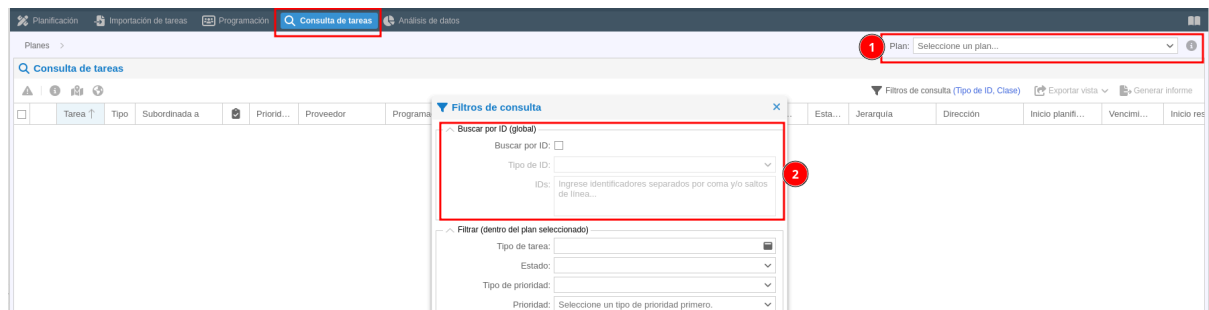 Planificación Importación de tareas Programación Consulta de tareas Análisis de datos
Planes >
1 Plan: Seleccione un plan...
Consulta de tareas
Filtros de consulta (Tipo de ID, Clase) Exportar vista Generar informe
Tarea ↑ Tipo Subordinada a Priorid... Proveedor Programa Esta... Jerarquía Dirección Inicio planifi... Vencimi... Inicio res
Filtros de consulta
Buscar por ID (global)
Buscar por ID:
Tipo de ID:
2
IDs: Ingrese identificadores separados por coma y/o saltos
de línea...
Filtrar (dentro del plan seleccionado)
Tipo de tarea:
Estado:
Tipo de prioridad:
Prioridad: Seleccione un tipo de prioridad primero.